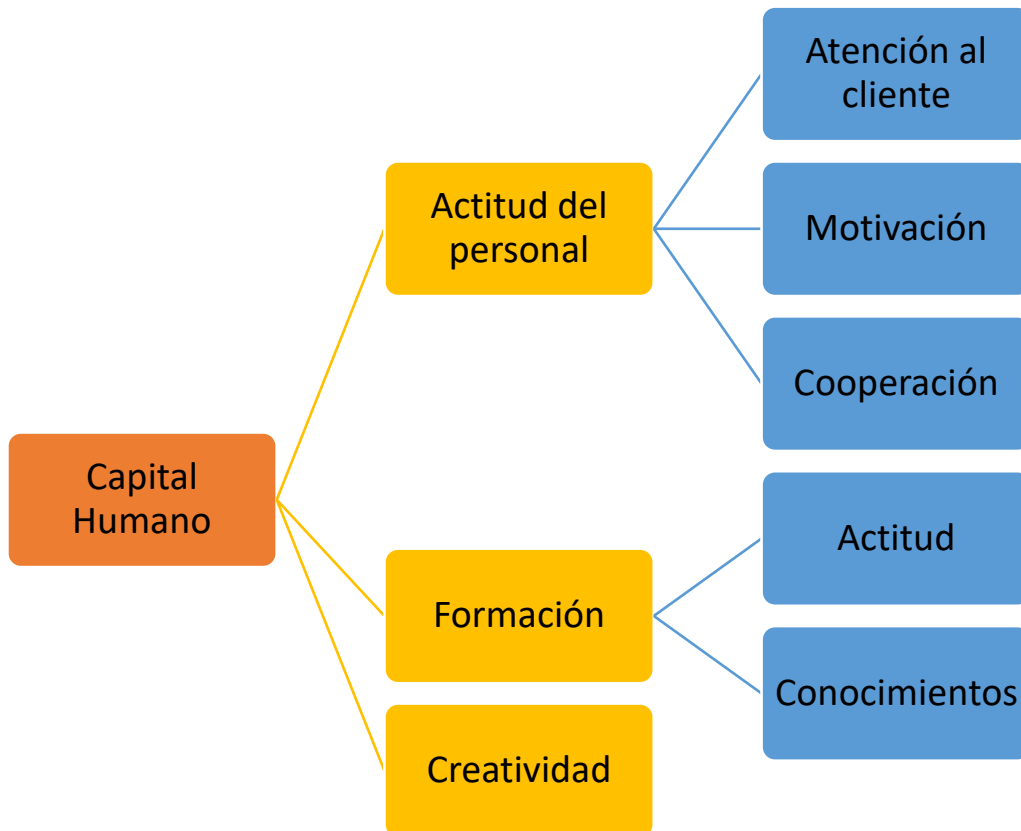 Capital
Humano
Actitud del
personal
Atención al
cliente
Motivación
Cooperación
Formación
Actitud
Conocimientos
Creatividad